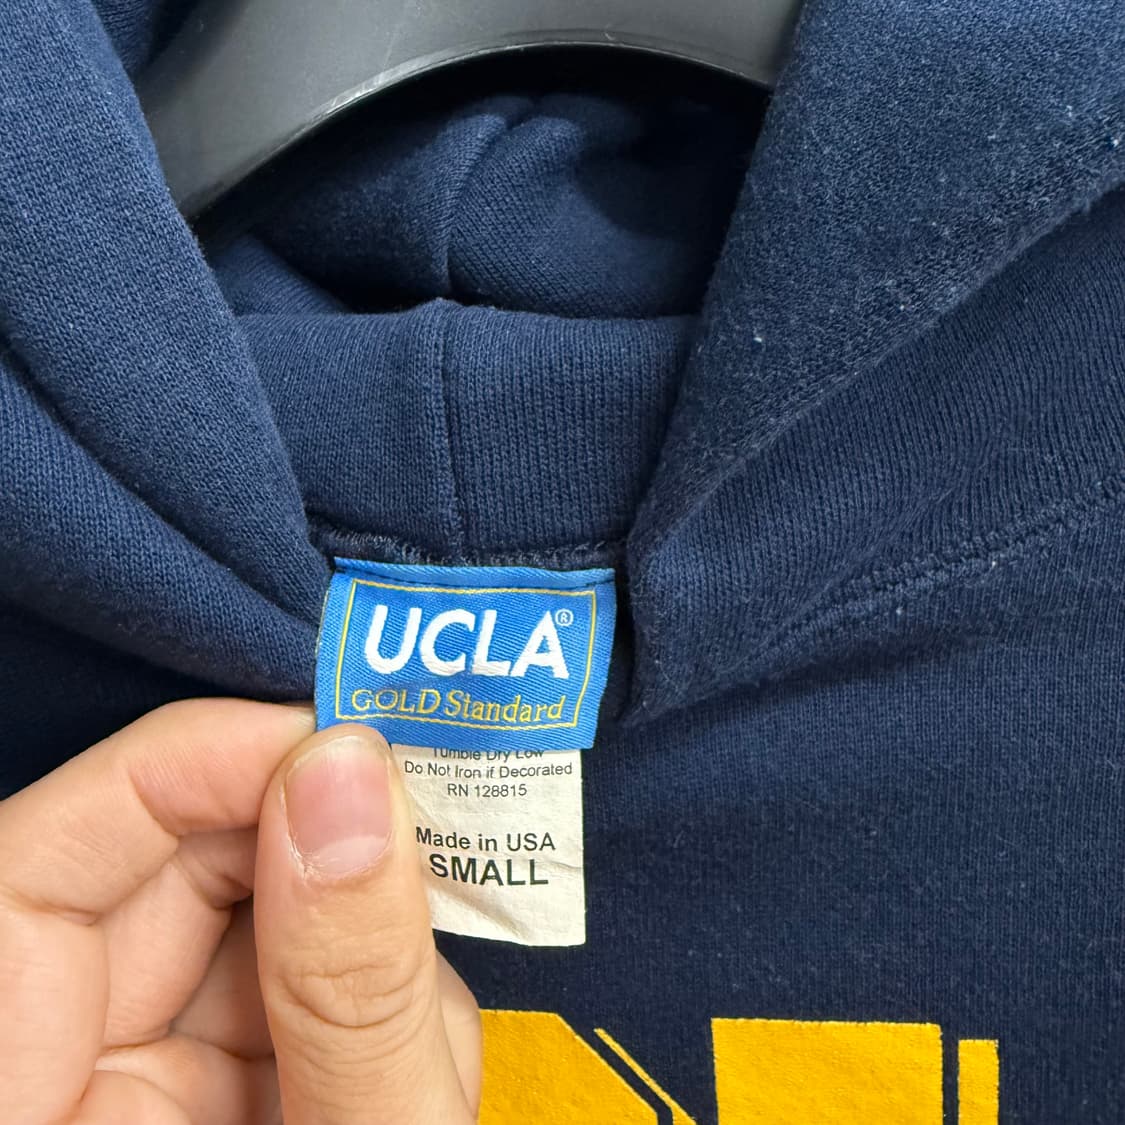 UCLA®
GOLD Standard
Tumble Dry Low
Do Not Iron if Decorated
RN 128815
Made in USA
SMALL